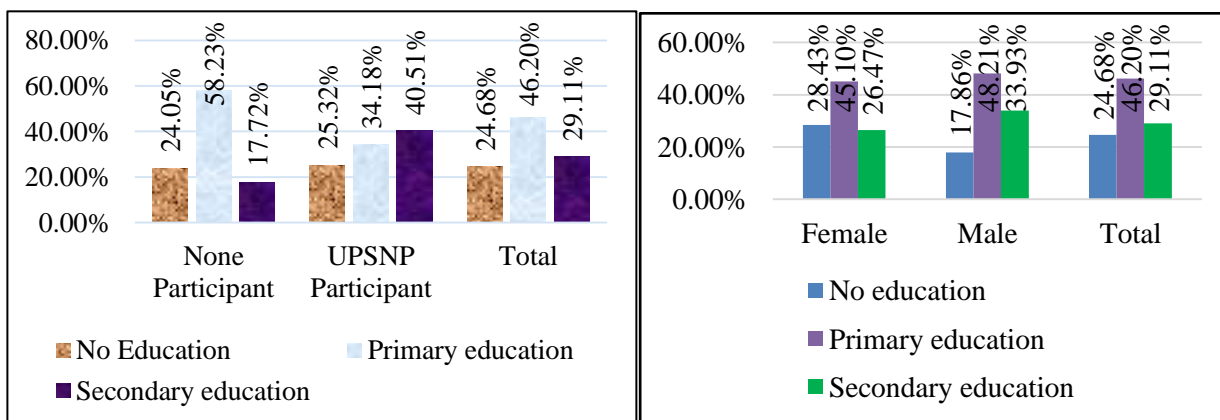 80.00%
60.00%
40.00%
20.00%
0.00%
24.05%
58.23%
17.72%
25.32%
34.18%
40.51%
24.68%
46.20%
29.11%
None
Participant
UPSNP
Participant
Total
No Education
Primary education
Secondary education
60.00%
40.00%
20.00%
0.00%
28.43%
45.10%
26.47%
17.86%
48.21%
33.93%
24.68%
46.20%
29.11%
Female
Male
Total
No education
Primary education
Secondary education